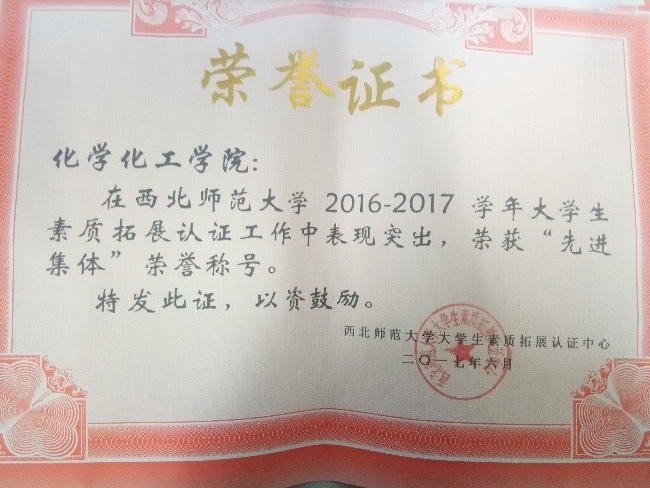 荣誉证书
化学化工学院：
在西北师范大学 2016-2017 学年大学生
素质拓展认证工作中表现突出，荣获“先进
集体”荣誉称号。
特发此证，以资鼓励。
西北师范大学大学生素质拓展认证中心
二〇一七年六月